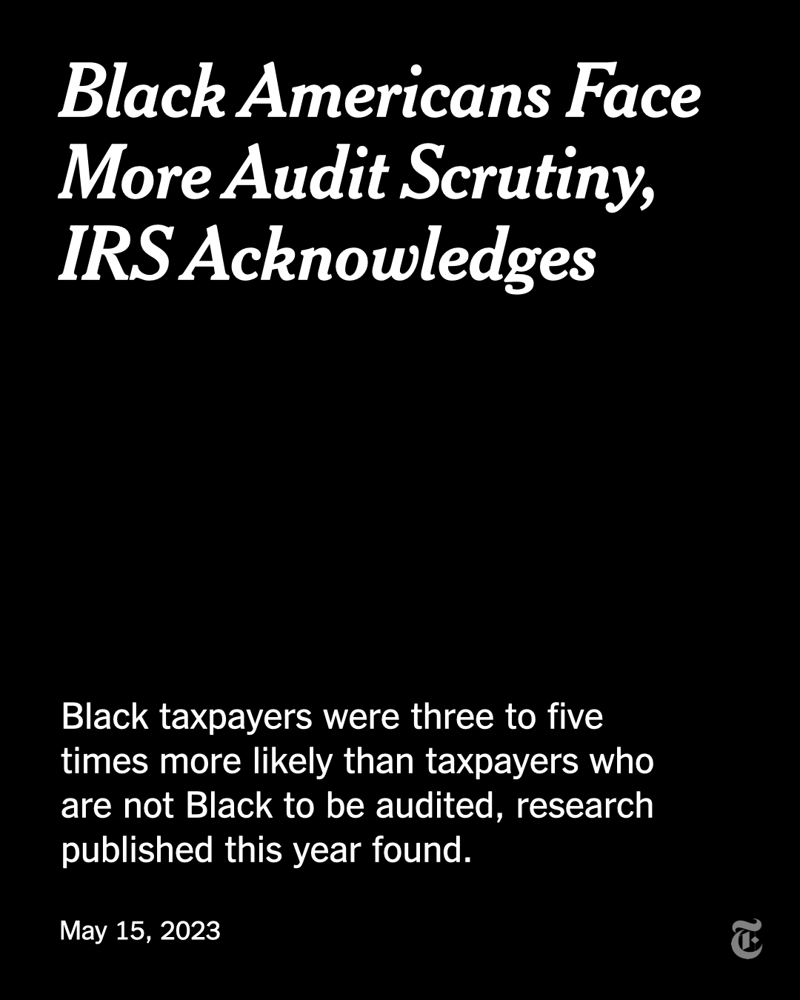 Black Americans Face
More Audit Scrutiny,
IRS Acknowledges
Black taxpayers were three to five
times more likely than taxpayers who
are not Black to be audited, research
published this year found.
May 15, 2023
T